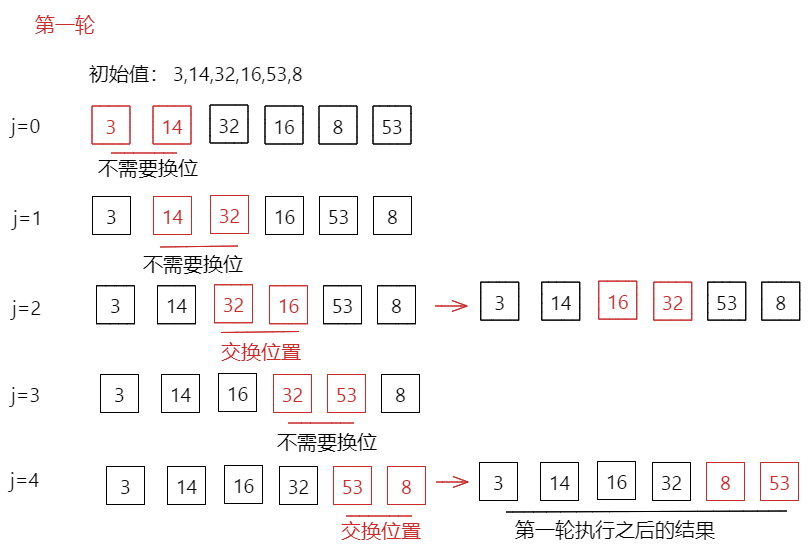 第一轮
初始值： 3,14,32,16,53,8
j=0 3 14 32 16 8 53
不需要换位
j=1 3 14 32 16 53 8
不需要换位
j=2 3 14 32 16 53 8 3 14 16 32 53 8
交换位置
j=3 3 14 16 32 53 8
不需要换位
j=4 3 14 16 32 53 8 3 14 16 32 8 53
交换位置 第一轮执行之后的结果